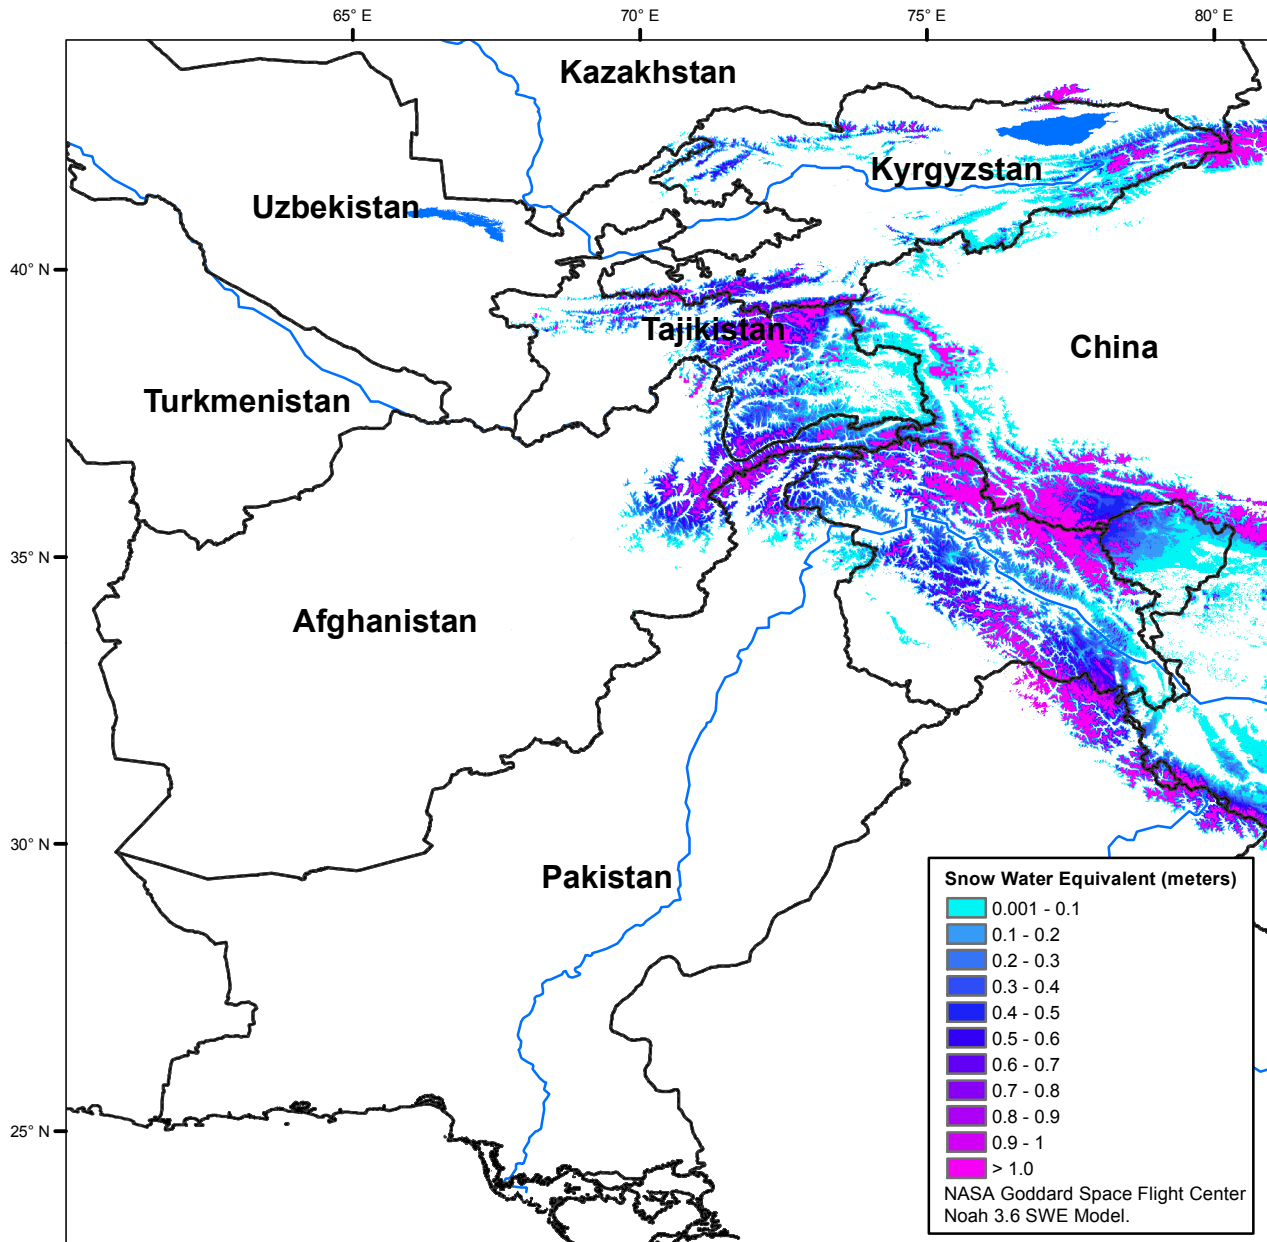 65° E
70° E
75° E
80° E
Kazakhstan
Kyrgyzstan
Uzbekistan
40° N
Tajikistan
China
Turkmenistan
35° N
Afghanistan
30° N
Pakistan
25° N
Snow Water Equivalent (meters)
0.001 - 0.1
0.1 - 0.2
0.2 - 0.3
0.3 - 0.4
0.4 - 0.5
0.5 - 0.6
0.6 - 0.7
0.7 - 0.8
0.8 - 0.9
0.9 - 1
> 1.0
NASA Goddard Space Flight Center
Noah 3.6 SWE Model.